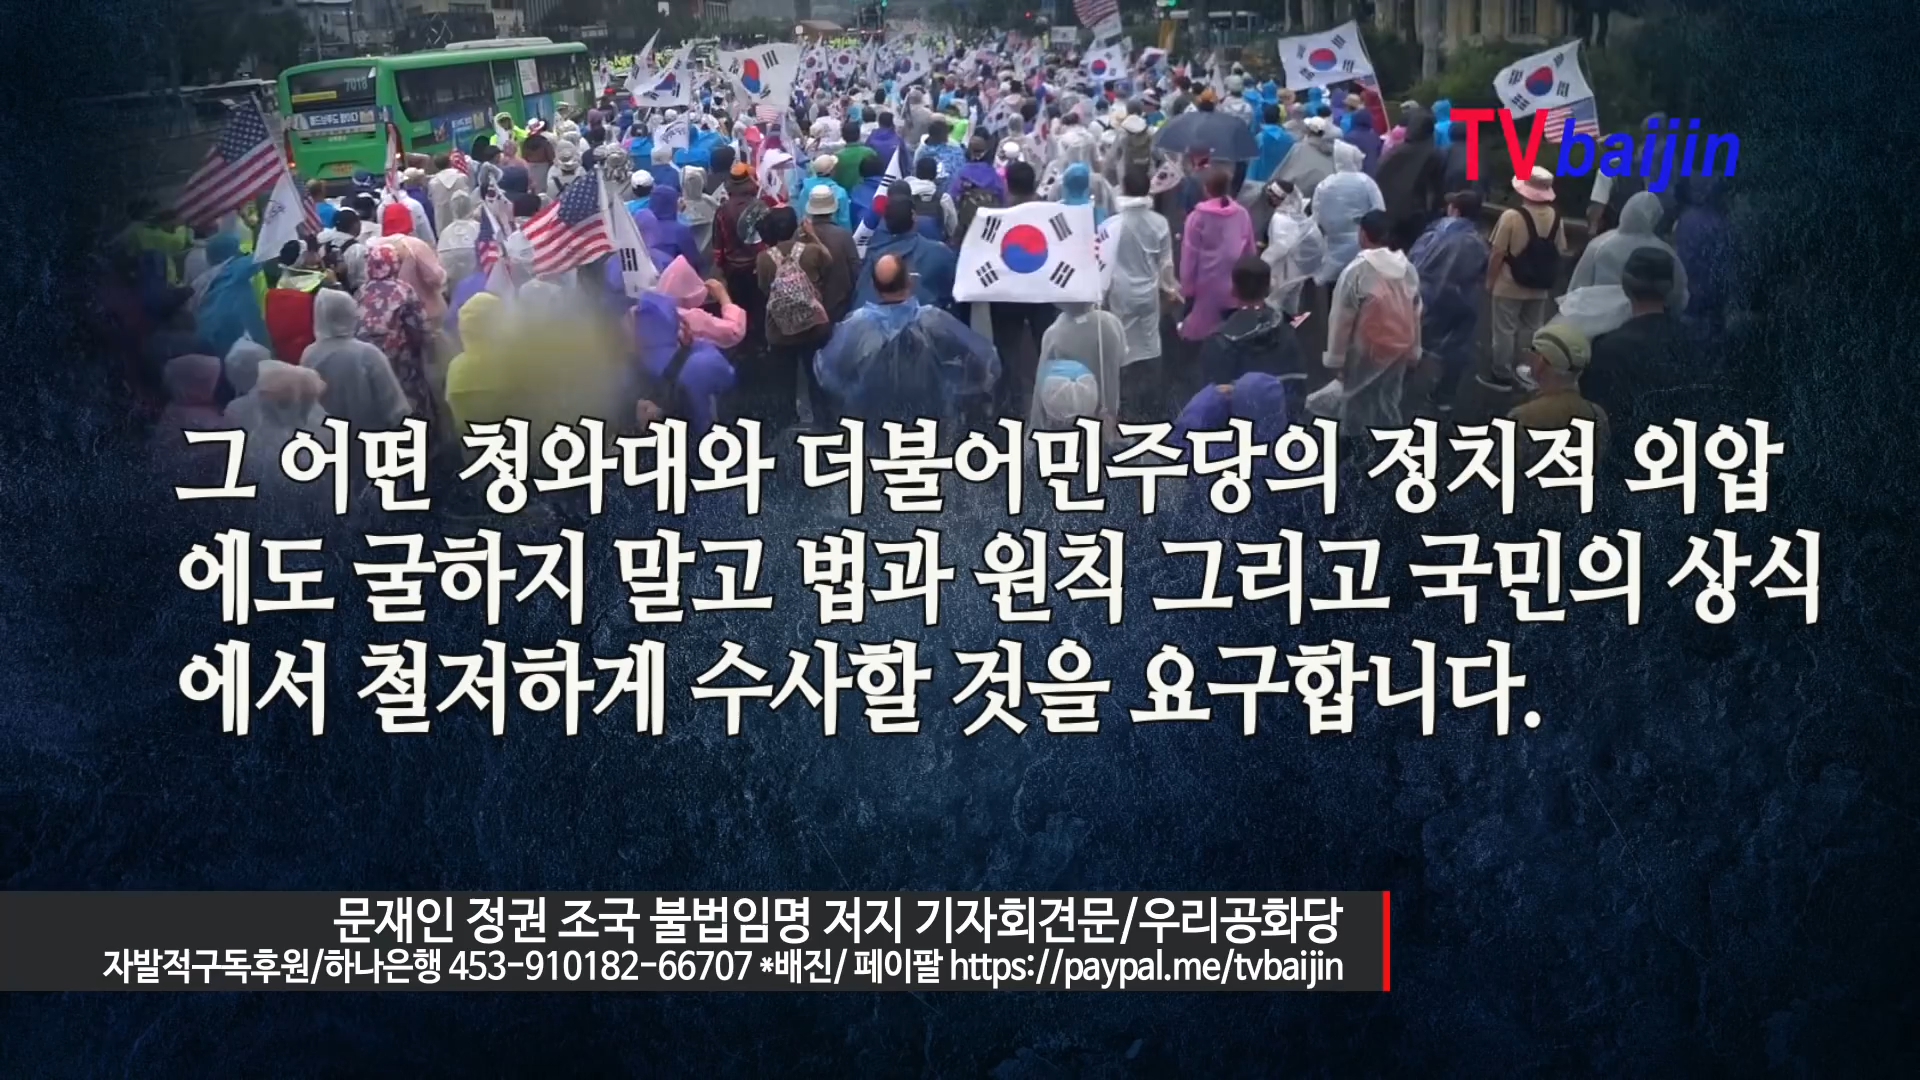 7018
TVbaijin
그 어떤 청와대와 더불어민주당의 정치적 외압
에도 굴하지 말고 법과 원칙 그리고 국민의 상식
에서 철저하게 수사할 것을 요구합니다.
문재인 정권 조국 불법임명 저지 기자회견문/우리공화당
자발적구독후원/하나은행 453-910182-66707 *배진/ 페이팔 https://paypal.me/tvbaijin